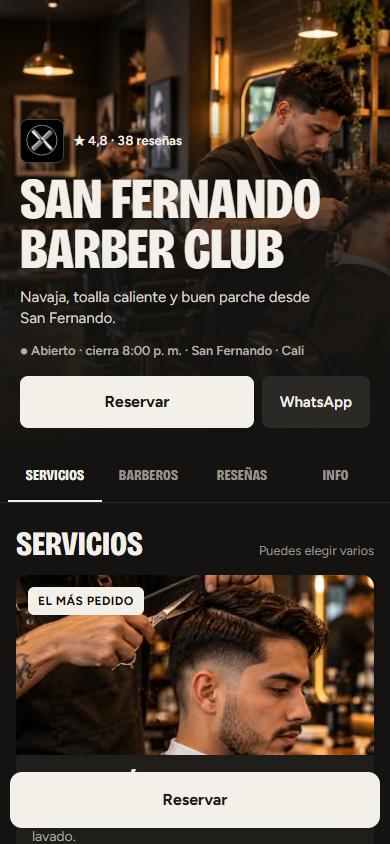 ★ 4,8 · 38 reseñas
SAN FERNANDO
BARBER CLUB
Navaja, toalla caliente y buen parche desde
San Fernando.
● Abierto · cierra 8:00 p. m. · San Fernando · Cali
Reservar
WhatsApp
SERVICIOS
BARBEROS
RESEÑAS
INFO
SERVICIOS
Puedes elegir varios
EL MÁS PEDIDO
Reservar
lavado.